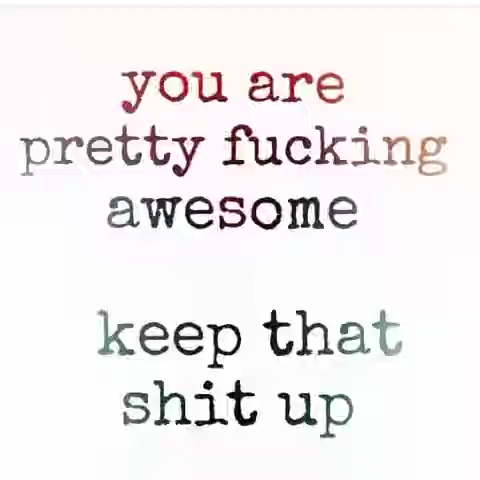 you are
pretty fucking
awesome
keep that
shit up